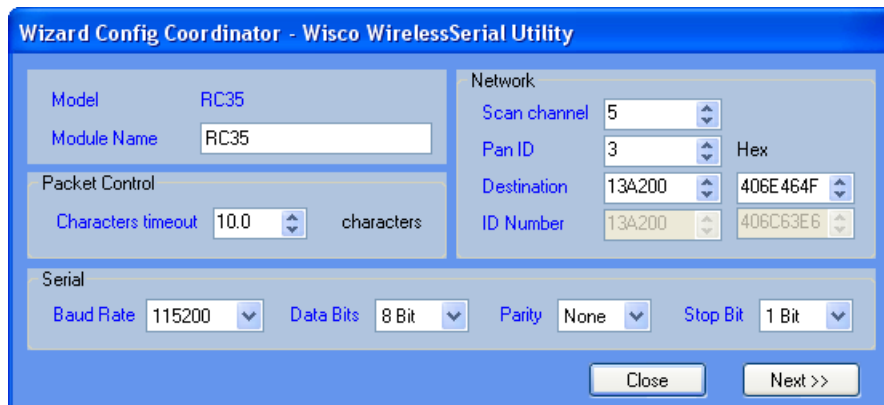 Wizard Config Coordinator - Wisco WirelessSerial Utility
Model RC35
Module Name RC35
Packet Control
Characters timeout 10.0 characters
Network
Scan channel 5
Pan ID 3 Hex
Destination 13A200 406E464F
ID Number 13A200 406C63E6
Serial
Baud Rate 115200 Data Bits 8 Bit Parity None Stop Bit 1 Bit
Close Next >>